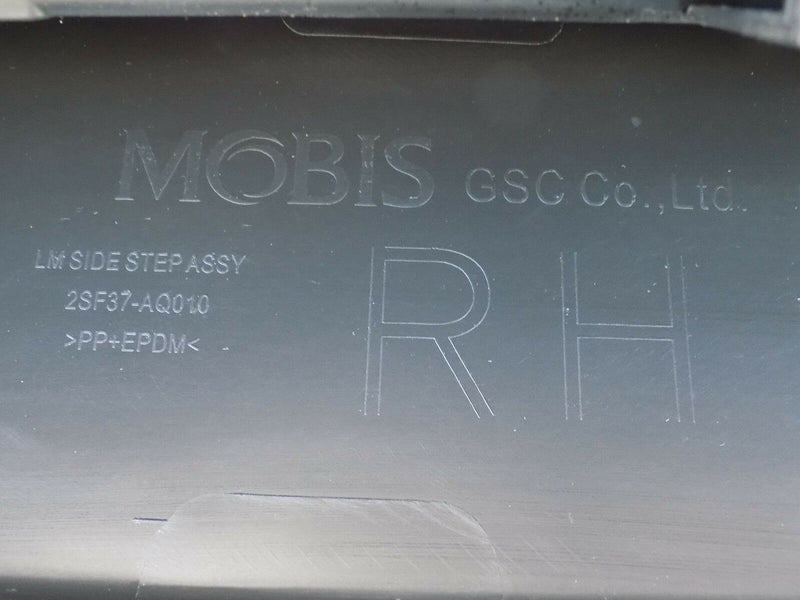 MOBIS GSC Co.,Ltd.
LM SIDE STEP ASSY
2SF37-AQ010
>PP+EPDM<
RH